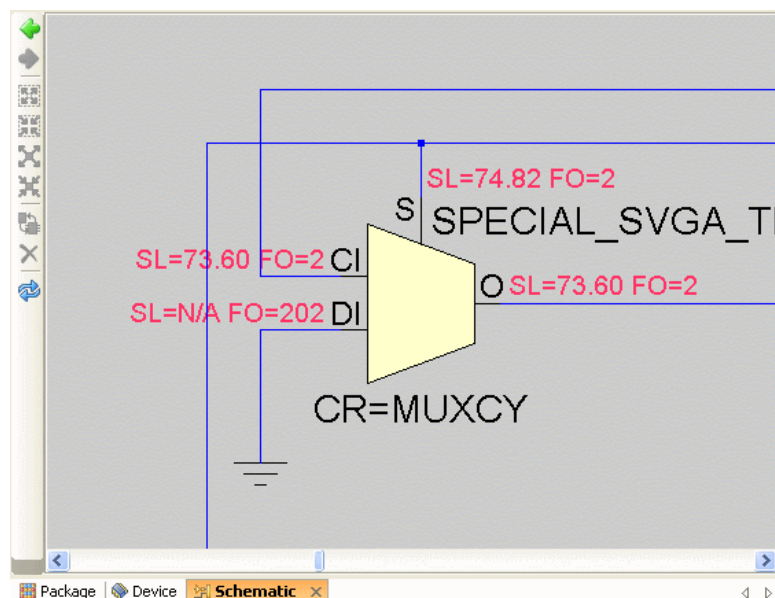 SL=74.82 FO=2
S
SPECIAL_SVGA_
SL=73.60 FO=2 CI
O SL=73.60 FO=2
SL=N/A FO=202 DI
CR=MUXCY
Package Device Schematic